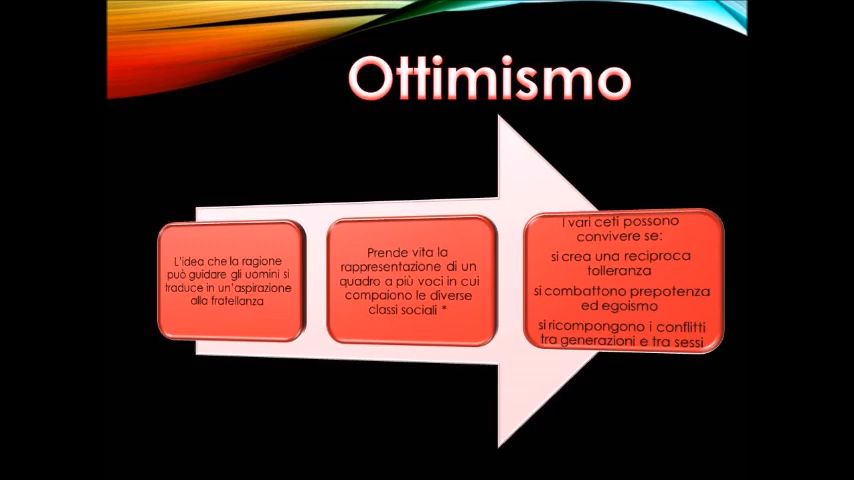 Ottimismo
L'idea che la ragione
può guidare gli uomini si
traduce in un'aspirazione
alla fratellanza
Prende vita la
rappresentazione di un
quadro a più voci in cui
compaiono le diverse
classi sociali *
I vari ceti possono
convivere se:
si crea una reciproca
tolleranza
si combattono prepotenza
ed egoismo
si ricompongono i conflitti
tra generazioni e tra sessi